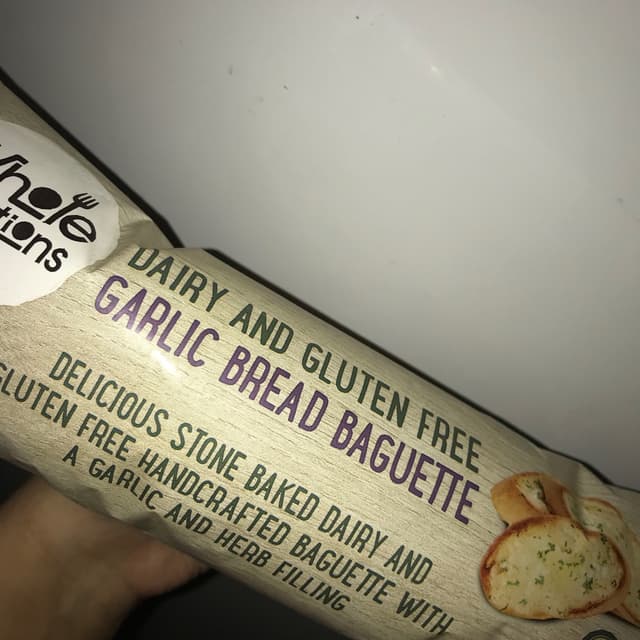 Whole
DAIRY AND GLUTEN FREE
GARLIC BREAD BAGUETTE
DELICIOUS STONE BAKED DAIRY AND
GLUTEN FREE HANDCRAFTED BAGUETTE WITH
A GARLIC AND HERB FILLING